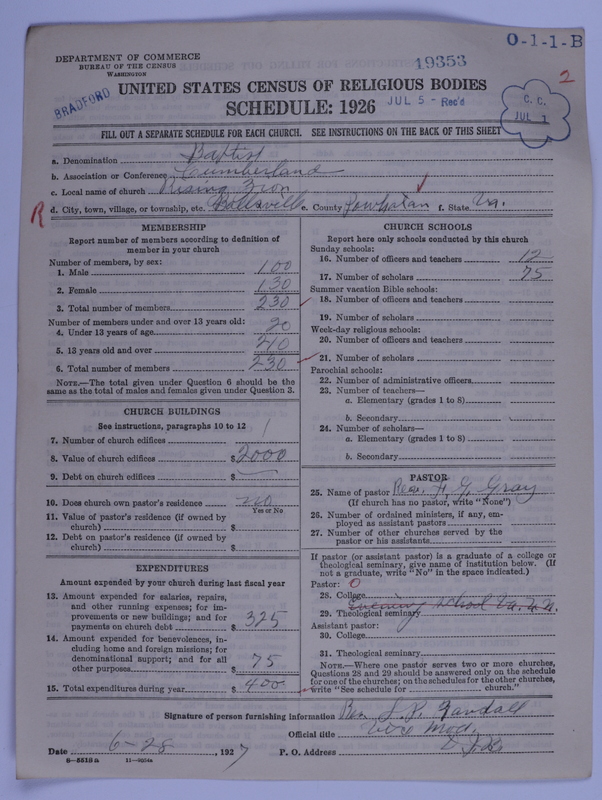 O-1-1-B
19353
DEPARTMENT OF COMMERCE
BUREAU OF THE CENSUS
WASHINGTON
BRADFORD
UNITED STATES CENSUS OF RELIGIOUS BODIES
SCHEDULE: 1926
JUL 5 - Rec'd
C. C.
JUL 1
2
FILL OUT A SEPARATE SCHEDULE FOR EACH CHURCH. SEE INSTRUCTIONS ON THE BACK OF THIS SHEET
a. Denomination Baptist
b. Association or Conference Cumberland
c. Local name of church Rising Zion
R
d. City, town, village, or township, etc. Ballsville e. County Powhatan f. State Va.
MEMBERSHIP
Report number of members according to definition of
member in your church
Number of members, by sex:
1. Male 100
2. Female 130
3. Total number of members 230
Number of members under and over 13 years old:
4. Under 13 years of age 20
5. 13 years old and over 210
6. Total number of members 230
NOTE.—The total given under Question 6 should be the
same as the total of males and females given under Question 3.
CHURCH BUILDINGS
See instructions, paragraphs 10 to 12
7. Number of church edifices 1
8. Value of church edifices $ 2000
9. Debt on church edifices $
10. Does church own pastor's residence no
Yes or No
11. Value of pastor's residence (if owned by
church) $
12. Debt on pastor's residence (if owned by
church) $
EXPENDITURES
Amount expended by your church during last fiscal year
13. Amount expended for salaries, repairs,
and other running expenses; for im-
provements or new buildings; and for
payments on church debt $ 325
14. Amount expended for benevolences, in-
cluding home and foreign missions; for
denominational support; and for all
other purposes $ 75
15. Total expenditures during year $ 400
CHURCH SCHOOLS
Report here only schools conducted by this church
Sunday schools:
16. Number of officers and teachers 12
17. Number of scholars 75
Summer vacation Bible schools:
18. Number of officers and teachers
19. Number of scholars
Week-day religious schools:
20. Number of officers and teachers
21. Number of scholars
Parochial schools:
22. Number of administrative officers
23. Number of teachers—
a. Elementary (grades 1 to 8)
b. Secondary
24. Number of scholars—
a. Elementary (grades 1 to 8)
b. Secondary
PASTOR
25. Name of pastor Rev. F. G. Gray
(If church has no pastor, write "None")
26. Number of ordained ministers, if any, em-
ployed as assistant pastors
27. Number of other churches served by the
pastor or his assistants
If pastor (or assistant pastor) is a graduate of a college or
theological seminary, give name of institution below. (If
not a graduate, write "No" in the space indicated.)
Pastor: O
28. College
29. Theological seminary Evening School Va. U.
Assistant pastor:
30. College
31. Theological seminary
NOTE.—Where one pastor serves two or more churches,
Questions 28 and 29 should be answered only on the schedule
for one of the churches; on the schedules for the other churches,
write "See schedule for church."
Signature of person furnishing information Randall
Official title Mod.
Date 6-28, 1927 P. O. Address
8-5518a 11-9054a